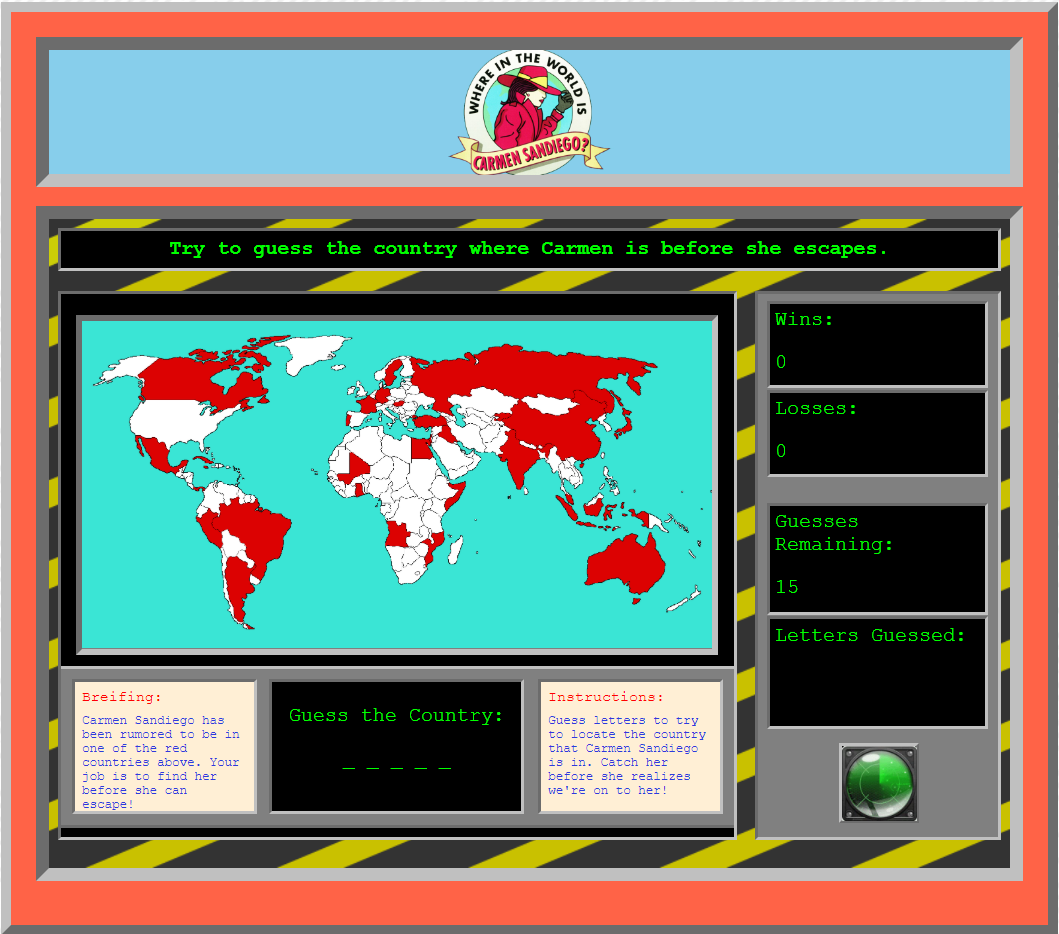 WHERE IN THE WORLD IS
CARMEN SANDIEGO?
Try to guess the country where Carmen is before she escapes.
Wins:
0
Losses:
0
Guesses
Remaining:
15
Letters Guessed:
Breifing:
Carmen Sandiego has
been rumored to be in
one of the red
countries above. Your
job is to find her
before she can
escape!
Guess the Country:
_ _ _ _ _
Instructions:
Guess letters to try
to locate the country
that Carmen Sandiego
is in. Catch her
before she realizes
we're on to her!